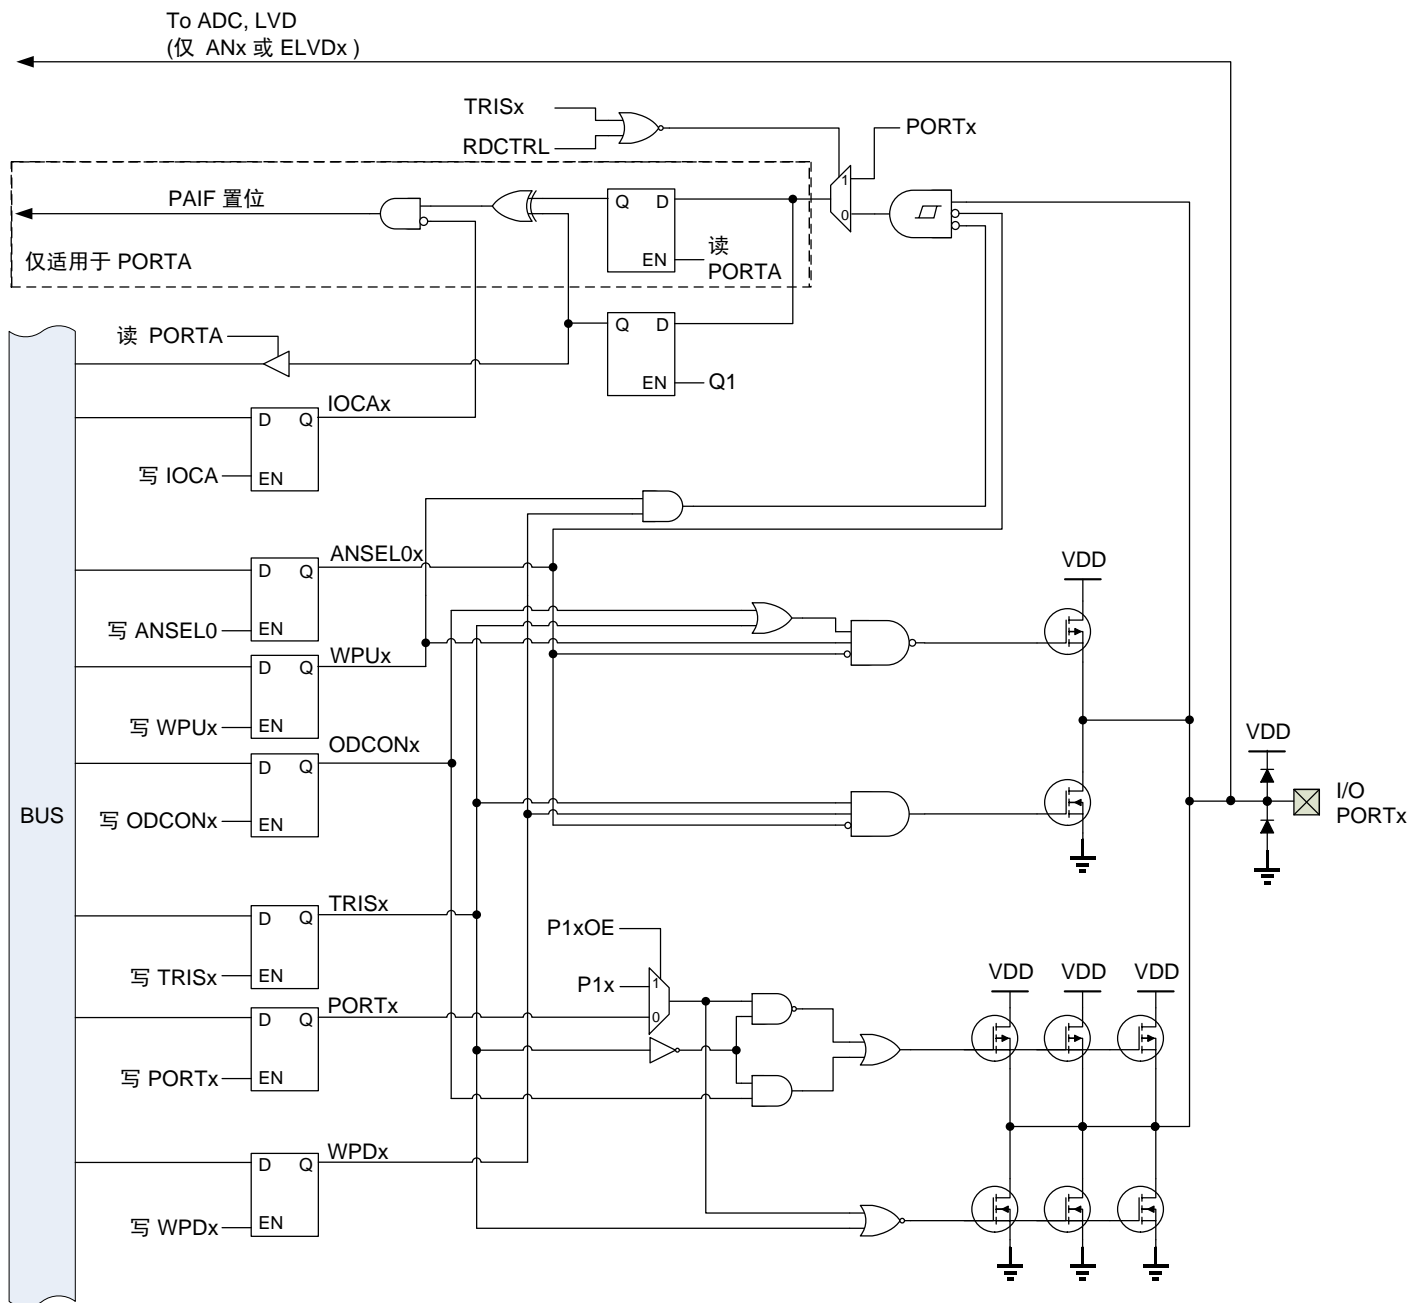 To ADC, LVD
(仅 ANx 或 ELVDx )
TRISx
RDCTRL
PORTx
1
0
PAIF 置位
仅适用于 PORTA
Q D
EN
读
PORTA
读 PORTA
Q D
EN
Q1
D Q
EN
IOCAx
写 IOCA
D Q
EN
ANSEL0x
写 ANSEL0
D Q
EN
WPUx
写 WPUx
D Q
EN
ODCONx
写 ODCONx
BUS
VDD
VDD
I/O
PORTx
D Q
EN
TRISx
写 TRISx
P1xOE
P1x
1
0
D Q
EN
PORTx
写 PORTx
VDD
VDD
VDD
D Q
EN
WPDx
写 WPDx